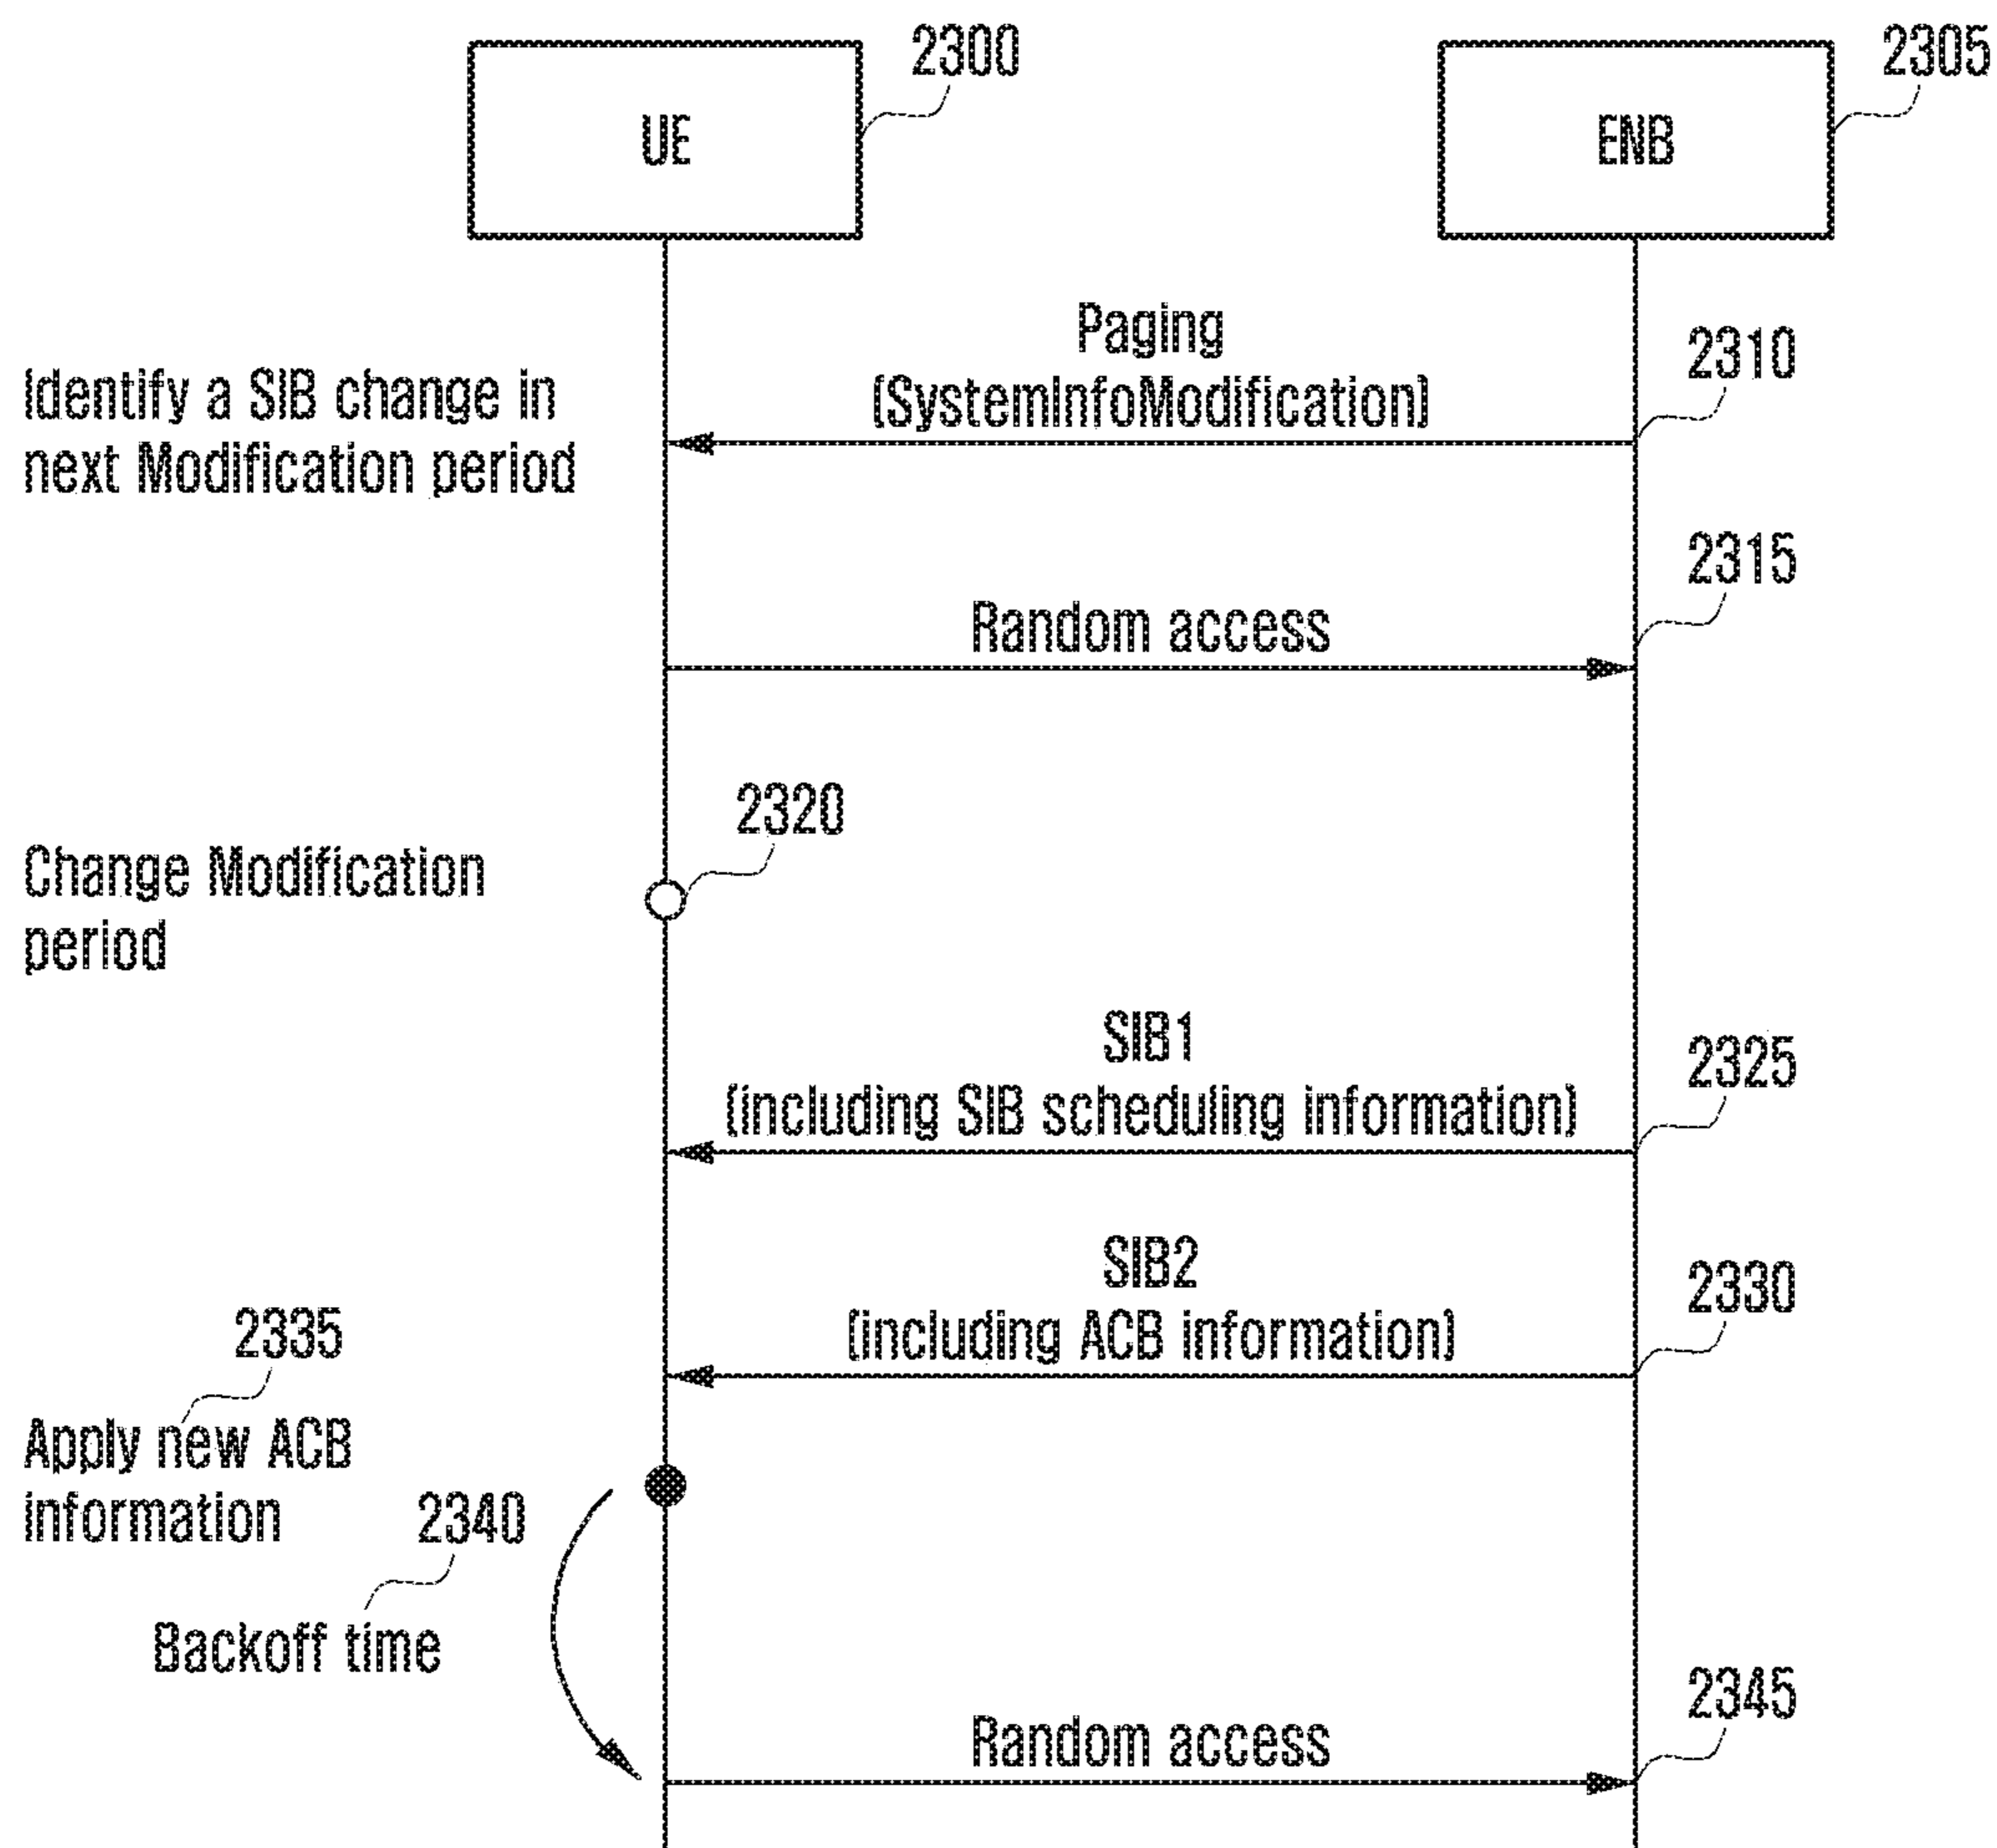 2300
2305
UE
ENB
Paging
(SystemInfoModification)
2310
Identify a SIB change in
next Modification period
2315
Random access
2320
Change Modification
period
SIB1
(including SIB scheduling information)
2325
SIB2
(including ACB information)
2330
2335
Apply new ACB
information
2340
Backoff time
2345
Random access